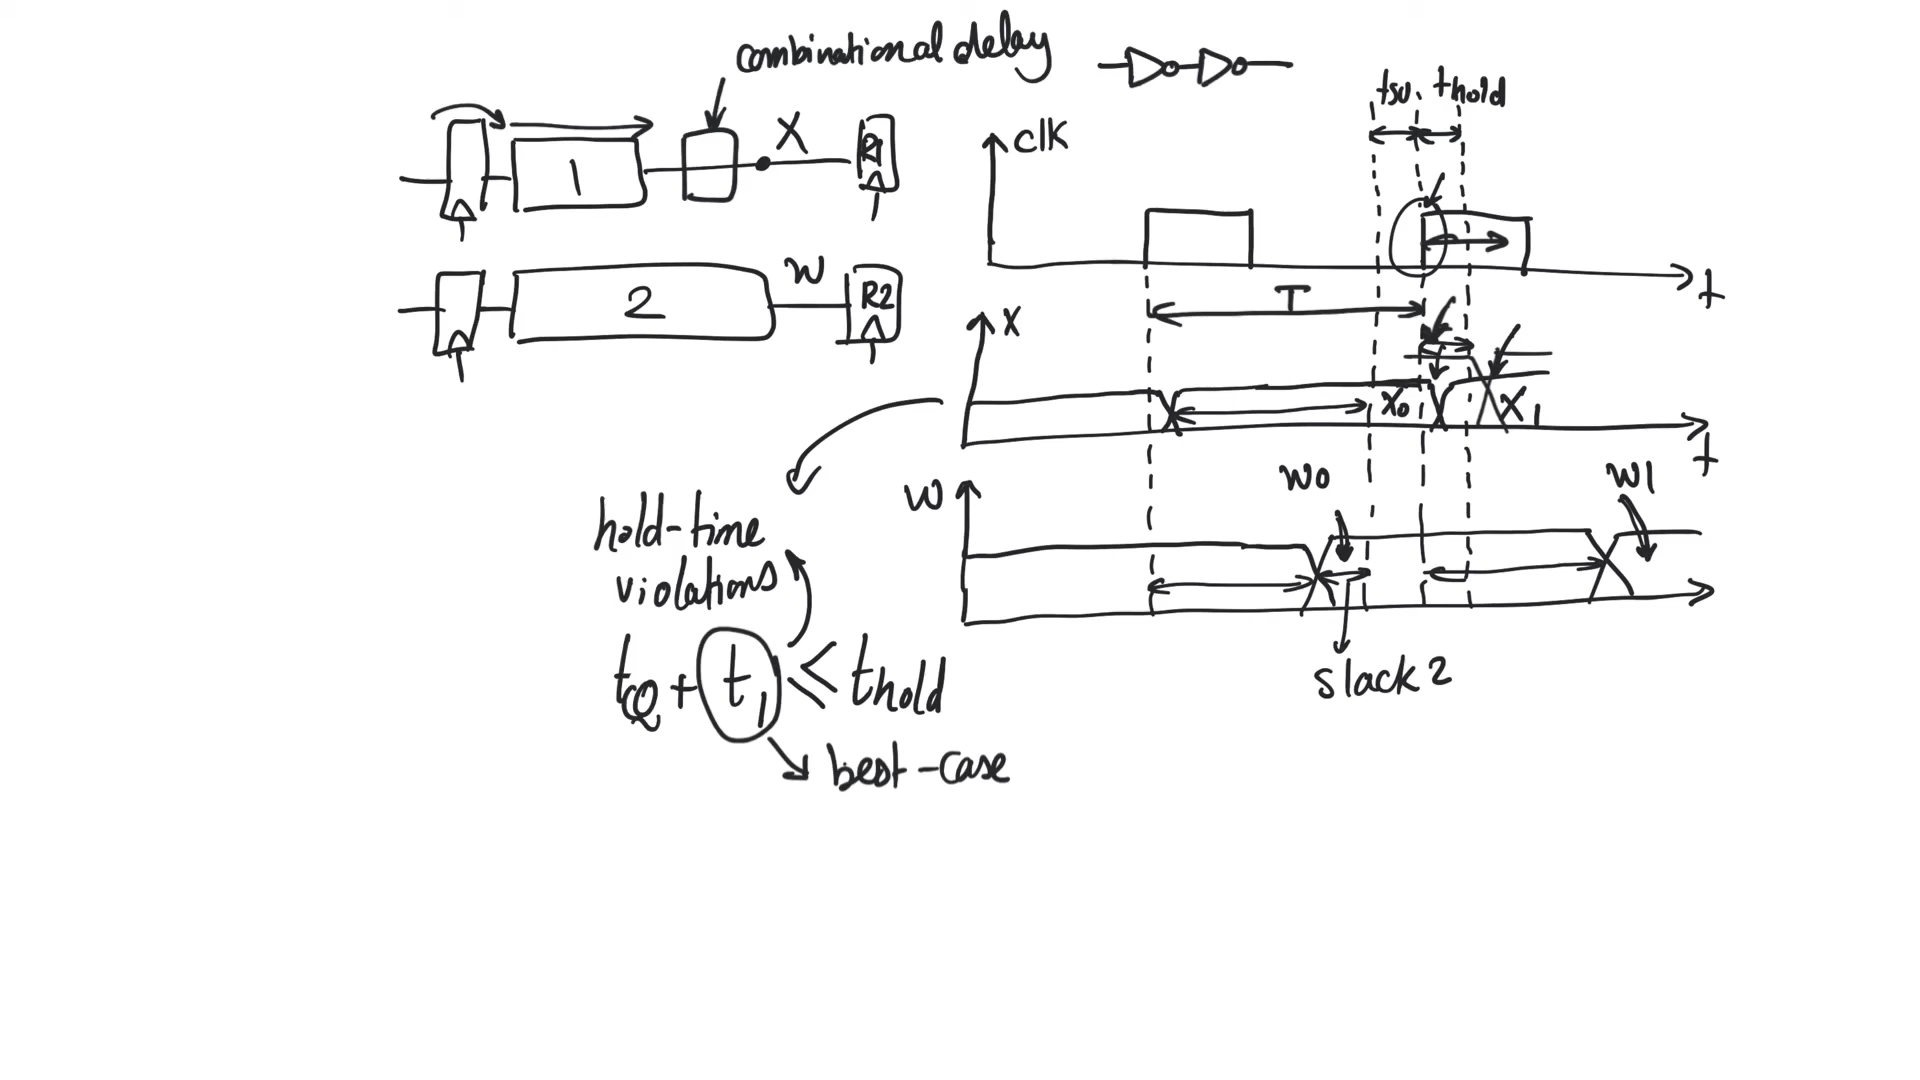 combinational delay
tsu thold
clk
X
R1
1
W
R2
2
t
T
X
X0
X1
t
W
W0
W1
hold-time
violations
tCQ + t1 ≤ thold
slack 2
best-case